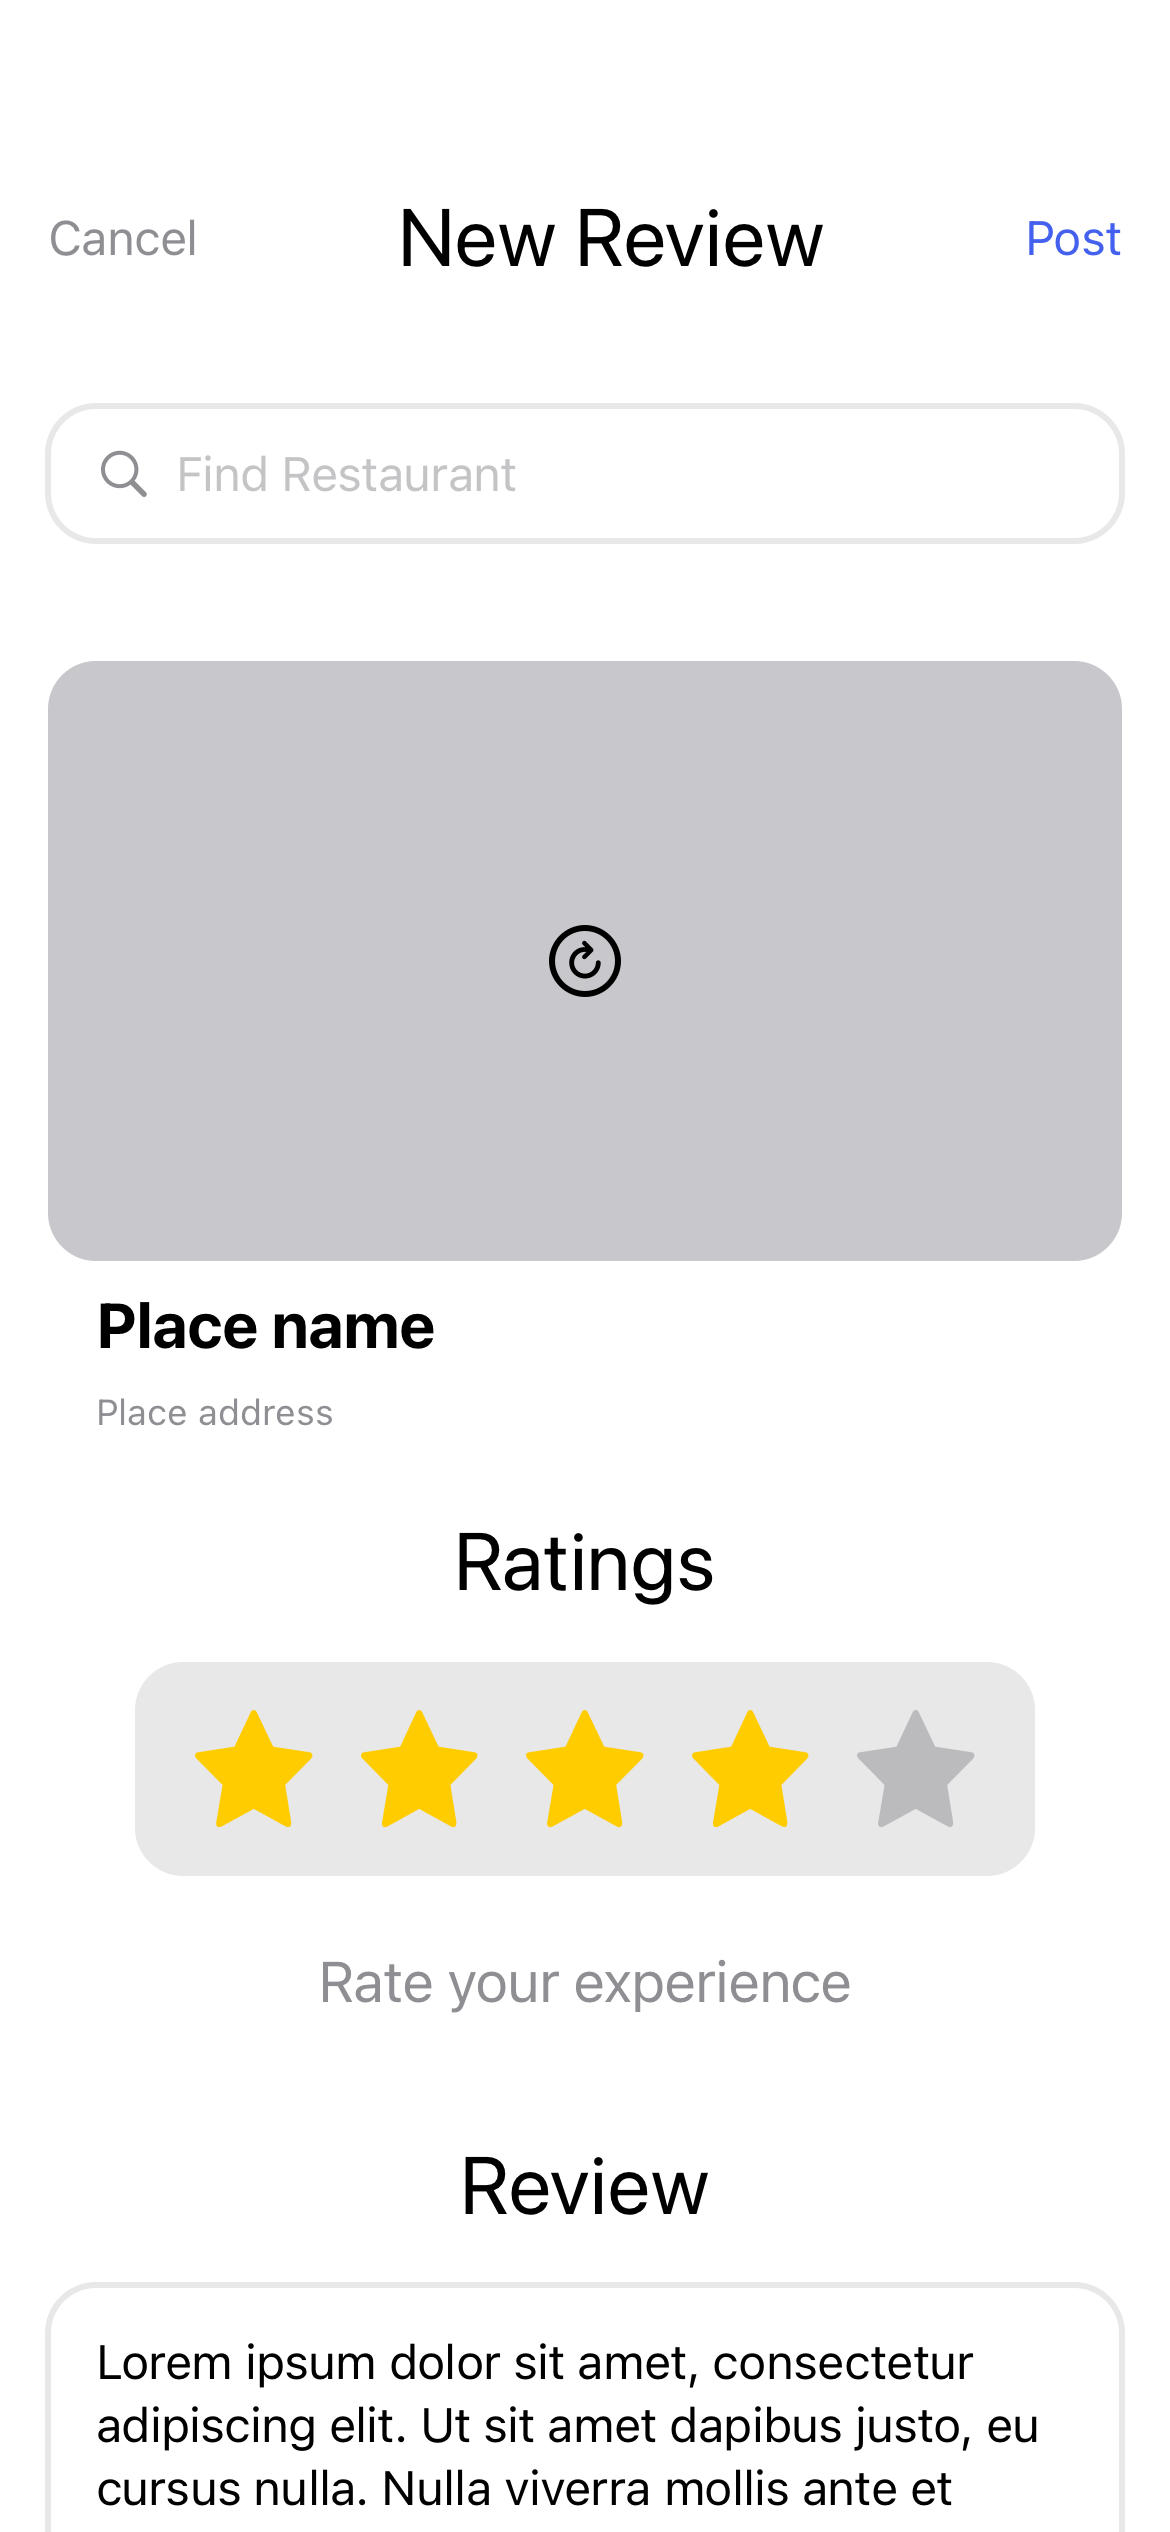 Cancel New Review Post
Find Restaurant
Place name
Place address
Ratings
Rate your experience
Review
Lorem ipsum dolor sit amet, consectetur
adipiscing elit. Ut sit amet dapibus justo, eu
cursus nulla. Nulla viverra mollis ante et